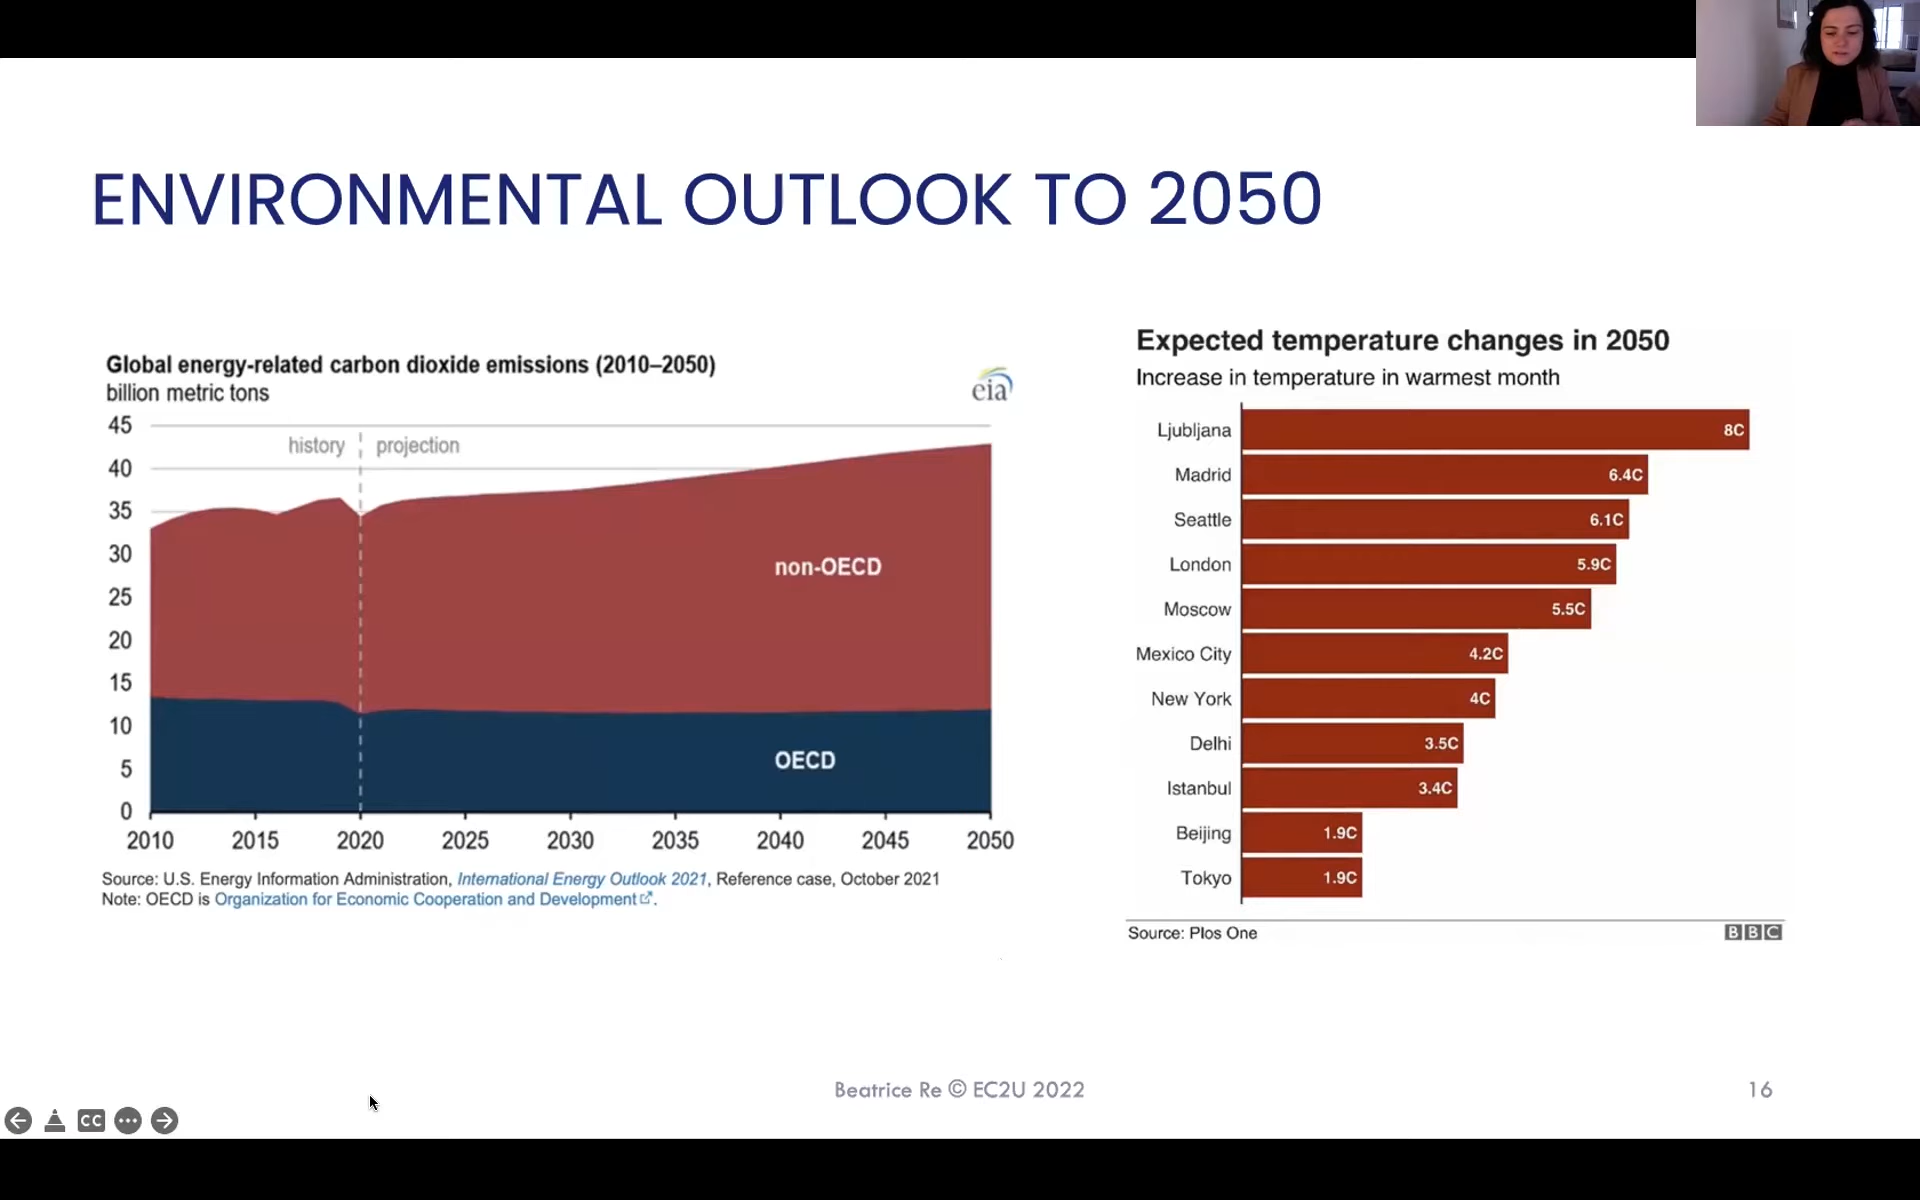 ENVIRONMENTAL OUTLOOK TO 2050
Global energy-related carbon dioxide emissions (2010–2050)
billion metric tons
eia
45
40
35
30
25
20
15
10
5
0
history
projection
non-OECD
OECD
2010 2015 2020 2025 2030 2035 2040 2045 2050
Source: U.S. Energy Information Administration, International Energy Outlook 2021, Reference case, October 2021
Note: OECD is Organization for Economic Cooperation and Development.
Expected temperature changes in 2050
Increase in temperature in warmest month
Ljubljana 8C
Madrid 6.4C
Seattle 6.1C
London 5.9C
Moscow 5.5C
Mexico City 4.2C
New York 4C
Delhi 3.5C
Istanbul 3.4C
Beijing 1.9C
Tokyo 1.9C
Source: Plos One
BBC
Beatrice Re © EC2U 2022
16
CC